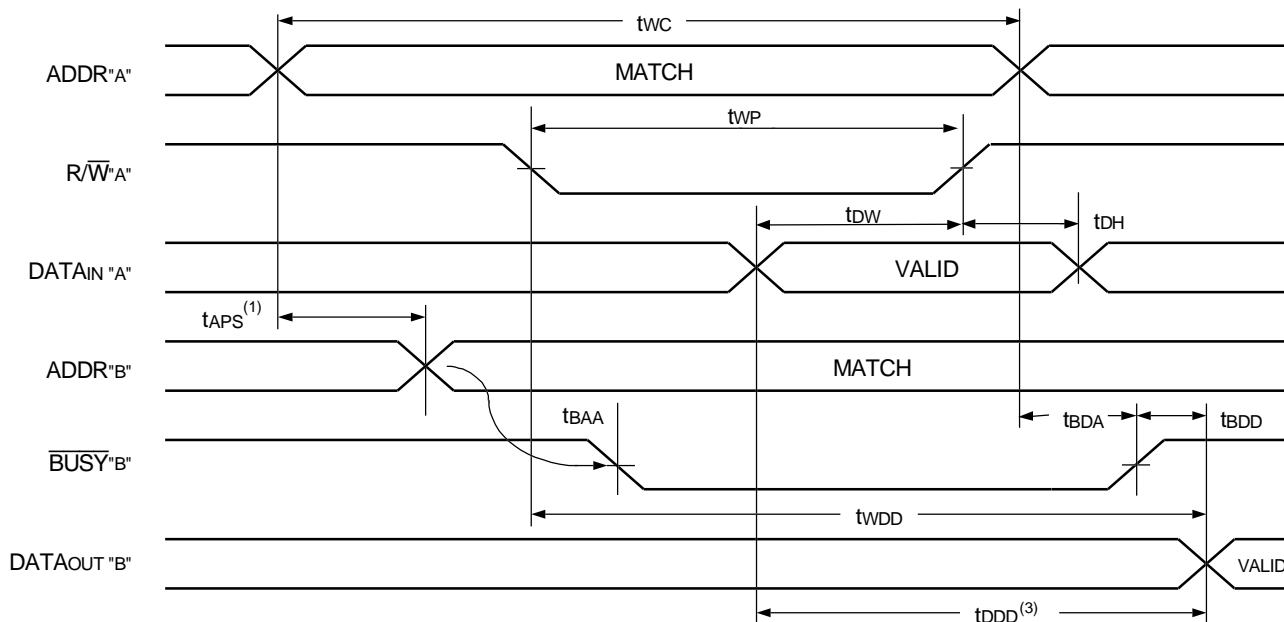 tWC
ADDR"A"
MATCH
tWP
R/W̅"A"
tDW
tDH
DATAIN "A"
VALID
tAPS(1)
ADDR"B"
MATCH
tBAA
tBDA
tBDD
B̅U̅S̅Y̅"B"
tWDD
DATAOUT "B"
VALID
tDDD(3)